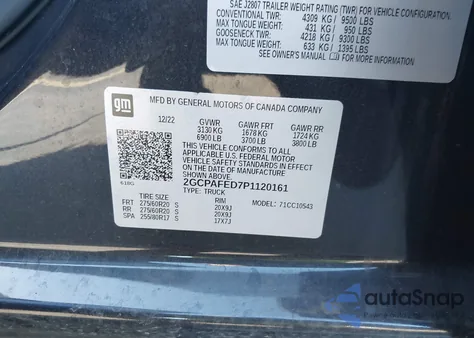 SAE J2807 TRAILER WEIGHT RATING (TWR) FOR VEHICLE CONFIGURATION.
CONVENTIONAL TWR: 4309 KG / 9500 LBS
MAX TONGUE WEIGHT: 431 KG / 950 LBS
GOOSENECK TWR: 4218 KG / 9300 LBS
MAX TONGUE WEIGHT: 633 KG / 1395 LBS
SEE OWNER'S MANUAL FOR MORE INFORMATION.
gm
MFD BY GENERAL MOTORS OF CANADA COMPANY
12/22 GVWR GAWR FRT GAWR RR
3130 KG 1678 KG 1724 KG
6900 LB 3700 LB 3800 LB
THIS VEHICLE CONFORMS TO ALL
APPLICABLE U.S. FEDERAL MOTOR VEHICLE
SAFETY STANDARDS IN EFFECT ON THE
DATE OF MANUFACTURE SHOWN ABOVE.
2GCPAFED7P1120161
TYPE: TRUCK
TIRE SIZE RIM 71CC10543
FRT 275/60R20 S 20X9J
RR 275/60R20 S 20X9J
SPA 255/80R17 S 17X7J
autoSnap